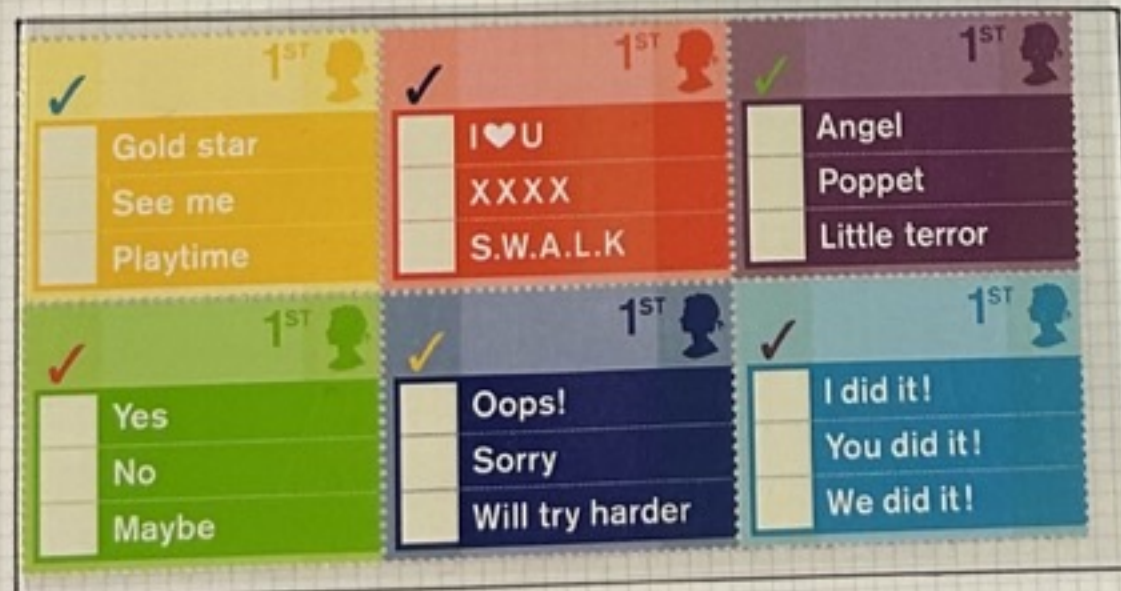 1ST
Gold star
See me
Playtime
1ST
I♥U
XXXX
S.W.A.L.K
1ST
Angel
Poppet
Little terror
1ST
Yes
No
Maybe
1ST
Oops!
Sorry
Will try harder
1ST
I did it!
You did it!
We did it!